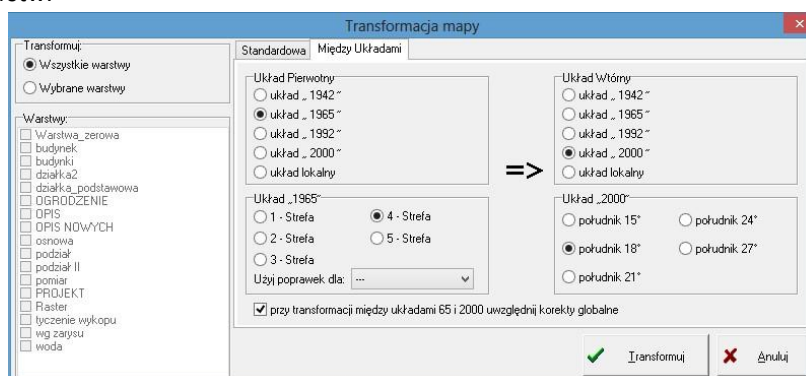 Transformacja mapy
Transformuj:
Wszystkie warstwy
Wybrane warstwy
Warstwy:
Warstwa_zerowa
budynek
budynki
działka2
działka_podstawowa
OGRODZENIE
OPIS
OPIS NOWYCH
osnowa
podział
podział II
pomiar
PROJEKT
Raster
tyczenie wykopu
wg zarysu
woda
Standardowa Między Układami
Układ Pierwotny
układ „ 1942 ”
układ „ 1965 ”
układ „ 1992 ”
układ „ 2000 ”
układ lokalny
=>
Układ Wtórny
układ „ 1942 ”
układ „ 1965 ”
układ „ 1992 ”
układ „ 2000 ”
układ lokalny
Układ „1965”
1 - Strefa 4 - Strefa
2 - Strefa 5 - Strefa
3 - Strefa
Użyj poprawek dla: ---
Układ „2000”
południk 15° południk 24°
południk 18° południk 27°
południk 21°
przy transformacji między układami 65 i 2000 uwzględnij korekty globalne
Transformuj Anuluj